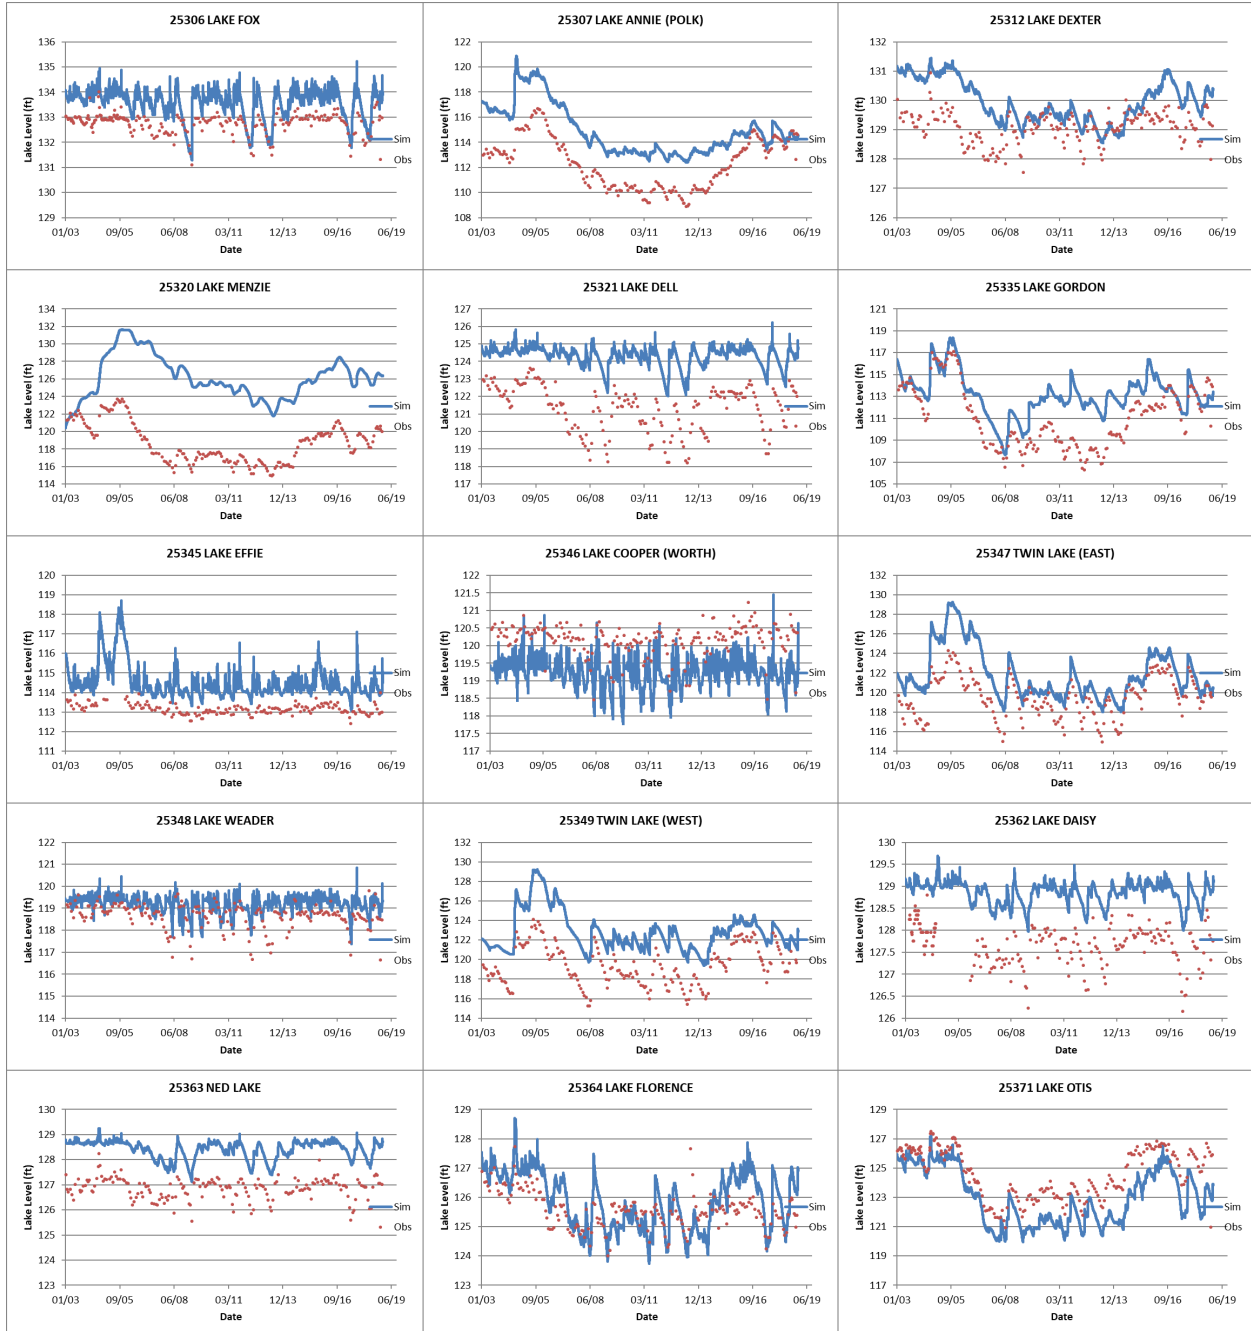 25306 LAKE FOX
Lake Level (ft)
136
135
134
133
132
131
130
129
Sim
Obs
01/03 09/05 06/08 03/11 12/13 09/16 06/19
Date
25307 LAKE ANNIE (POLK)
Lake Level (ft)
122
120
118
116
114
112
110
108
Sim
Obs
01/03 09/05 06/08 03/11 12/13 09/16 06/19
Date
25312 LAKE DEXTER
Lake Level (ft)
132
131
130
129
128
127
126
Sim
Obs
01/03 09/05 06/08 03/11 12/13 09/16 06/19
Date
25320 LAKE MENZIE
Lake Level (ft)
134
132
130
128
126
124
122
120
118
116
114
Sim
Obs
01/03 09/05 06/08 03/11 12/13 09/16 06/19
Date
25321 LAKE DELL
Lake Level (ft)
126
125
124
123
122
121
120
119
118
117
Sim
Obs
01/03 09/05 06/08 03/11 12/13 09/16 06/19
Date
25335 LAKE GORDON
Lake Level (ft)
121
119
117
115
113
111
109
107
105
Sim
Obs
01/03 09/05 06/08 03/11 12/13 09/16 06/19
Date
25345 LAKE EFFIE
Lake Level (ft)
120
119
118
117
116
115
114
113
112
111
Sim
Obs
01/03 09/05 06/08 03/11 12/13 09/16 06/19
Date
25346 LAKE COOPER (WORTH)
Lake Level (ft)
122
121.5
121
120.5
120
119.5
119
118.5
118
117.5
117
Sim
Obs
01/03 09/05 06/08 03/11 12/13 09/16 06/19
Date
25347 TWIN LAKE (EAST)
Lake Level (ft)
132
130
128
126
124
122
120
118
116
114
Sim
Obs
01/03 09/05 06/08 03/11 12/13 09/16 06/19
Date
25348 LAKE WEADER
Lake Level (ft)
122
121
120
119
118
117
116
115
114
Sim
Obs
01/03 09/05 06/08 03/11 12/13 09/16 06/19
Date
25349 TWIN LAKE (WEST)
Lake Level (ft)
132
130
128
126
124
122
120
118
116
114
Sim
Obs
01/03 09/05 06/08 03/11 12/13 09/16 06/19
Date
25362 LAKE DAISY
Lake Level (ft)
130
129.5
129
128.5
128
127.5
127
126.5
126
Sim
Obs
01/03 09/05 06/08 03/11 12/13 09/16 06/19
Date
25363 NED LAKE
Lake Level (ft)
130
129
128
127
126
125
124
123
Sim
Obs
01/03 09/05 06/08 03/11 12/13 09/16 06/19
Date
25364 LAKE FLORENCE
Lake Level (ft)
129
128
127
126
125
124
123
Sim
Obs
01/03 09/05 06/08 03/11 12/13 09/16 06/19
Date
25371 LAKE OTIS
Lake Level (ft)
129
127
125
123
121
119
117
Sim
Obs
01/03 09/05 06/08 03/11 12/13 09/16 06/19
Date